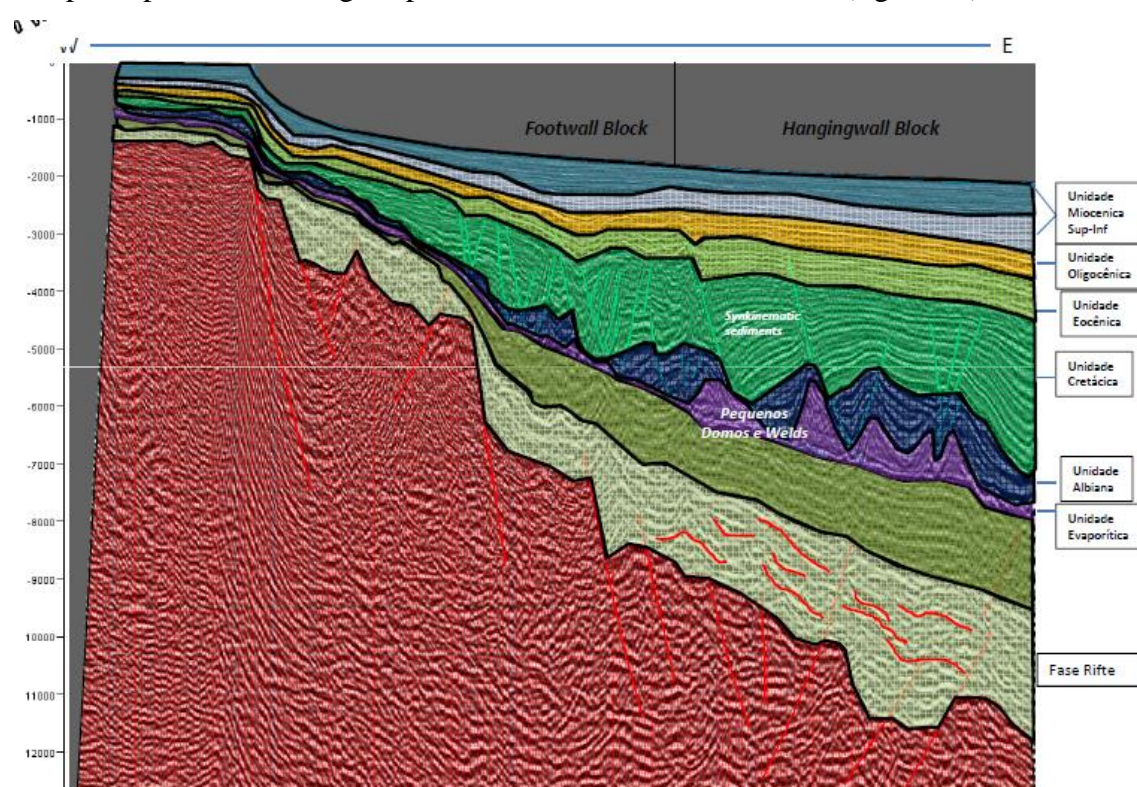 E
-1000
-2000
-3000
-4000
-5000
-6000
-7000
-8000
-9000
10000
11000
12000
Footwall Block
Hangingwall Block
Synkinematic
sediments
Pequenos
Domos e Welds
Unidade
Miocenica
Sup-Inf
Unidade
Oligocênica
Unidade
Eocênica
Unidade
Cretácica
Unidade
Albiana
Unidade
Evaporítica
Fase Rifte